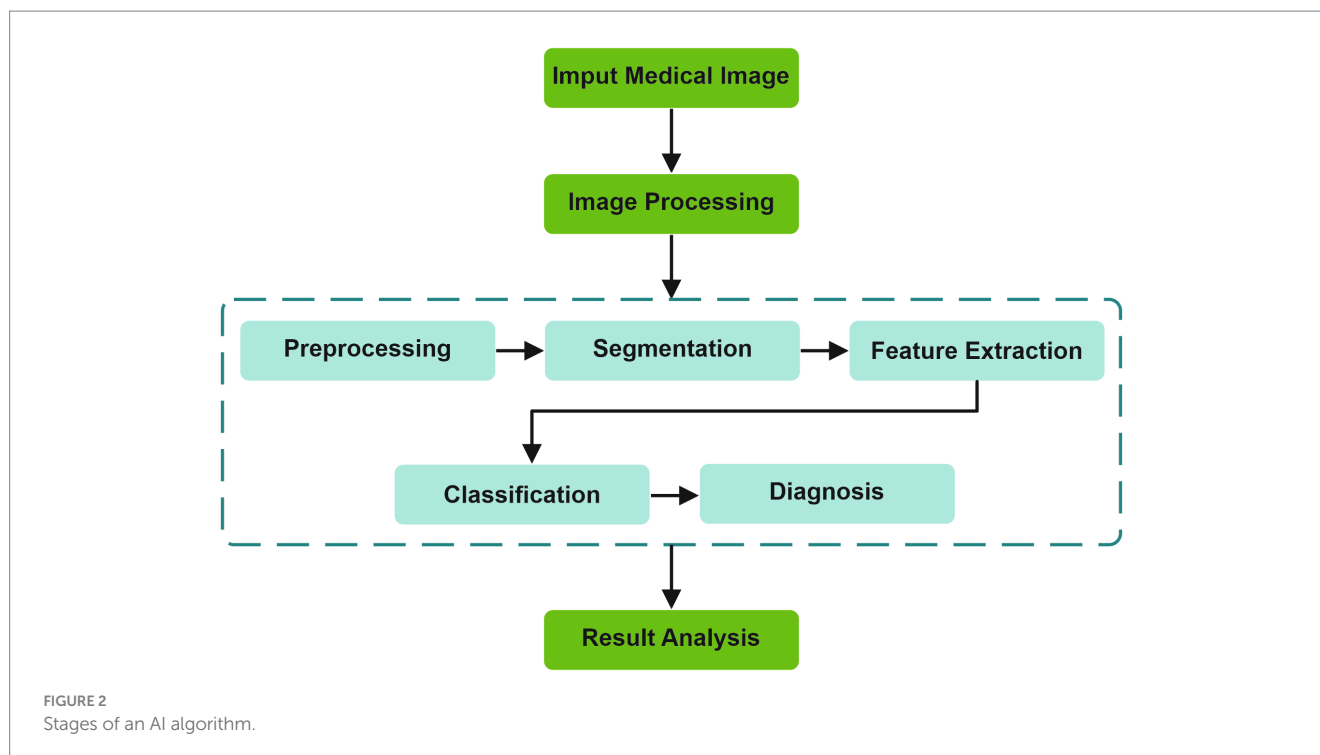 Imput Medical Image
Image Processing
Preprocessing
Segmentation
Feature Extraction
Classification
Diagnosis
Result Analysis
FIGURE 2
Stages of an AI algorithm.